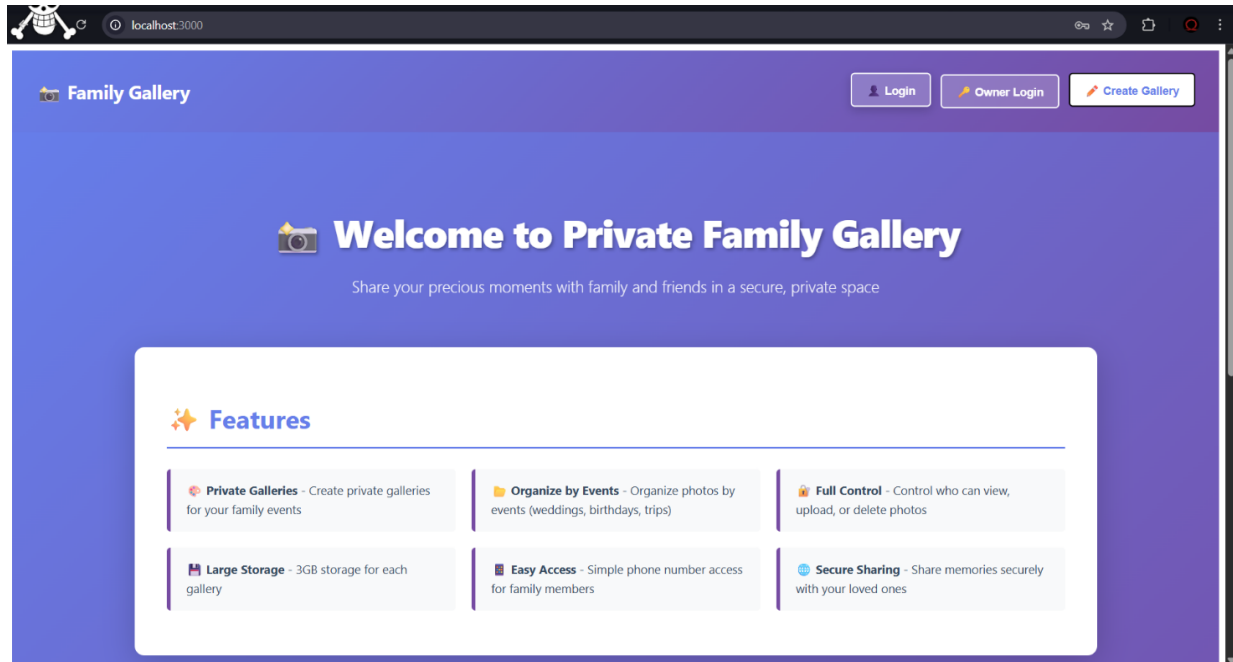 localhost:3000
Family Gallery
Login
Owner Login
Create Gallery
Welcome to Private Family Gallery
Share your precious moments with family and friends in a secure, private space
Features
Private Galleries - Create private galleries
for your family events
Organize by Events - Organize photos by
events (weddings, birthdays, trips)
Full Control - Control who can view,
upload, or delete photos
Large Storage - 3GB storage for each
gallery
Easy Access - Simple phone number access
for family members
Secure Sharing - Share memories securely
with your loved ones